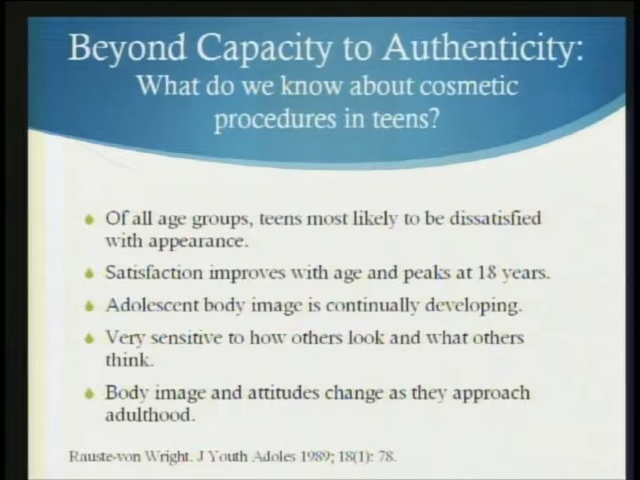 Beyond Capacity to Authenticity:
What do we know about cosmetic
procedures in teens?
Of all age groups, teens most likely to be dissatisfied
with appearance.
Satisfaction improves with age and peaks at 18 years.
Adolescent body image is continually developing.
Very sensitive to how others look and what others
think.
Body image and attitudes change as they approach
adulthood.
Rauste-von Wright. J Youth Adoles 1989; 18(1): 78.